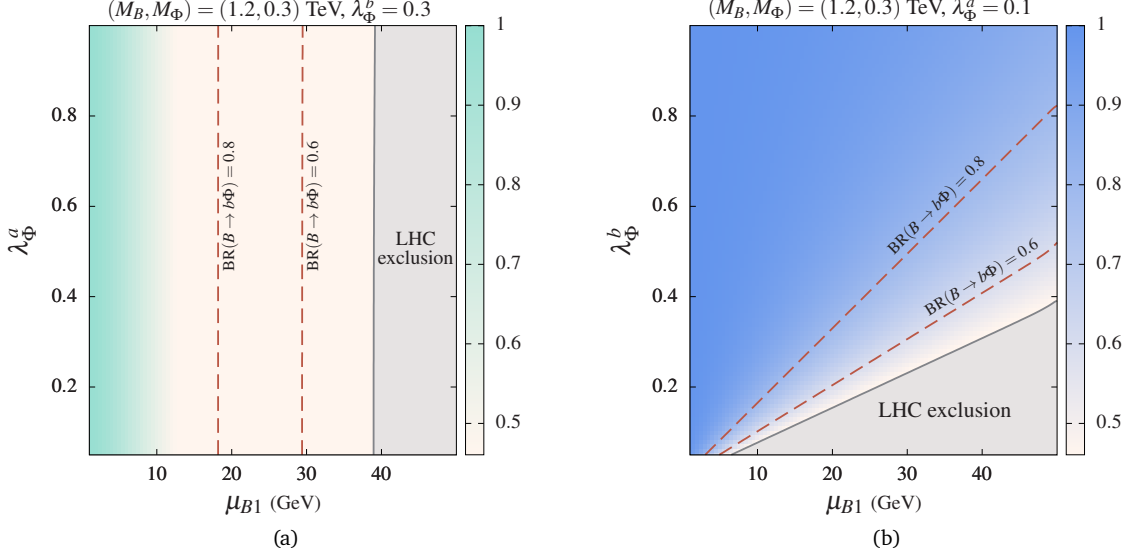 (M_B, M_Φ) = (1.2, 0.3) TeV, λ_Φ^b = 0.3
λ_Φ^a
0.8
0.6
0.4
0.2
BR(B → bΦ) = 0.8
BR(B → bΦ) = 0.6
LHC
exclusion
10
20
30
40
μ_{B1} (GeV)
1
0.9
0.8
0.7
0.6
0.5
(a)
(M_B, M_Φ) = (1.2, 0.3) TeV, λ_Φ^a = 0.1
λ_Φ^b
0.8
0.6
0.4
0.2
BR(B → bΦ) = 0.8
BR(B → bΦ) = 0.6
LHC exclusion
10
20
30
40
μ_{B1} (GeV)
1
0.9
0.8
0.7
0.6
0.5
(b)